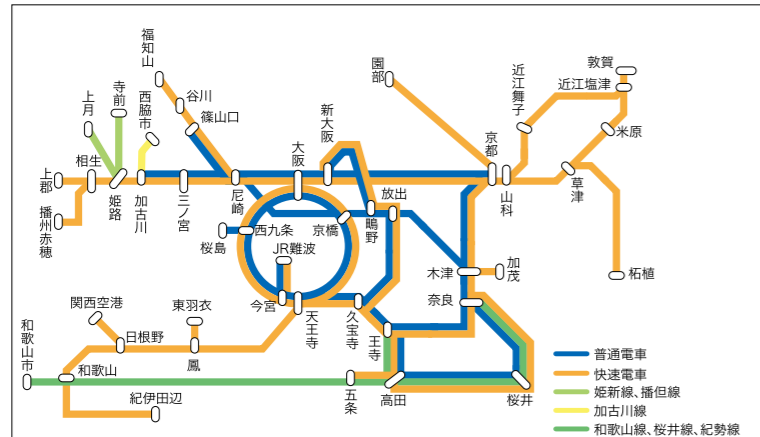 福知山
谷川
篠山口
寺前
上月
西脇市
相生
上郡
播州赤穂
姫路
加古川
三ノ宮
尼崎
大阪
新大阪
園部
京都
山科
近江舞子
敦賀
近江塩津
米原
草津
柘植
放出
鴫野
京橋
西九条
桜島
JR難波
今宮
天王寺
久宝寺
王寺
木津
加茂
奈良
関西空港
東羽衣
日根野
鳳
和歌山市
和歌山
紀伊田辺
五条
高田
桜井
普通電車
快速電車
姫新線、播但線
加古川線
和歌山線、桜井線、紀勢線